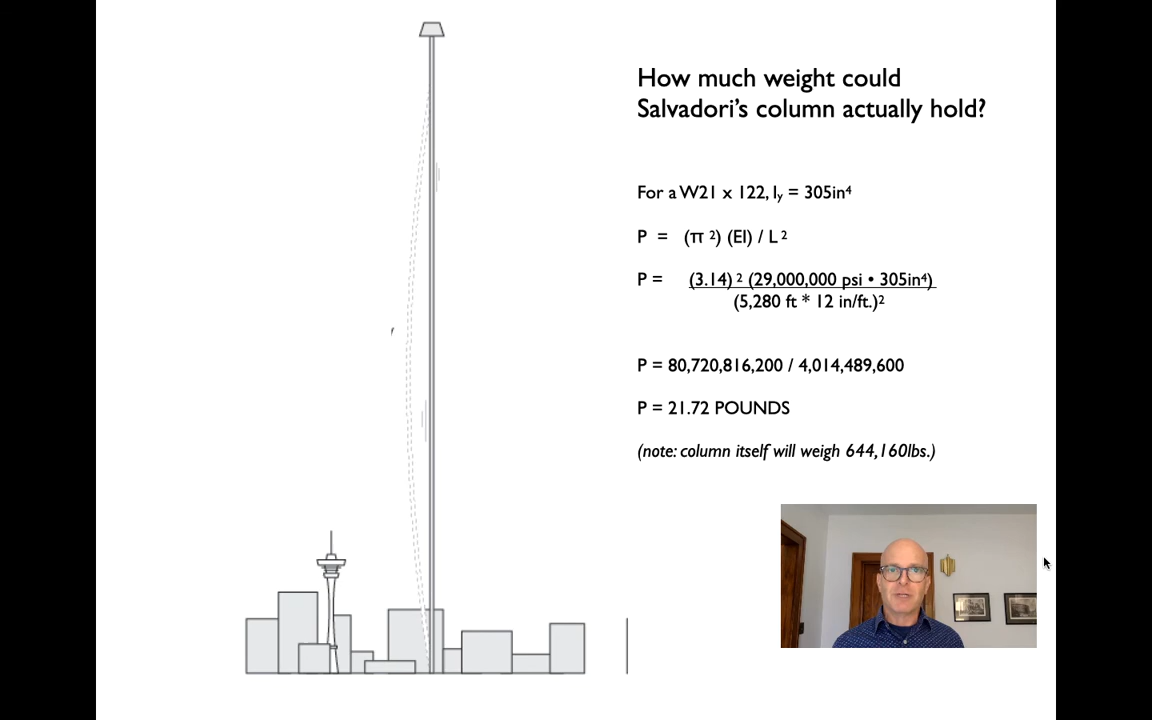 How much weight could
Salvadori's column actually hold?
For a W21 x 122, Iy = 305in⁴
P = (π ²) (EI) / L ²
P = (3.14) ² (29,000,000 psi • 305in⁴)
(5,280 ft * 12 in/ft.)²
P = 80,720,816,200 / 4,014,489,600
P = 21.72 POUNDS
(note: column itself will weigh 644,160lbs.)